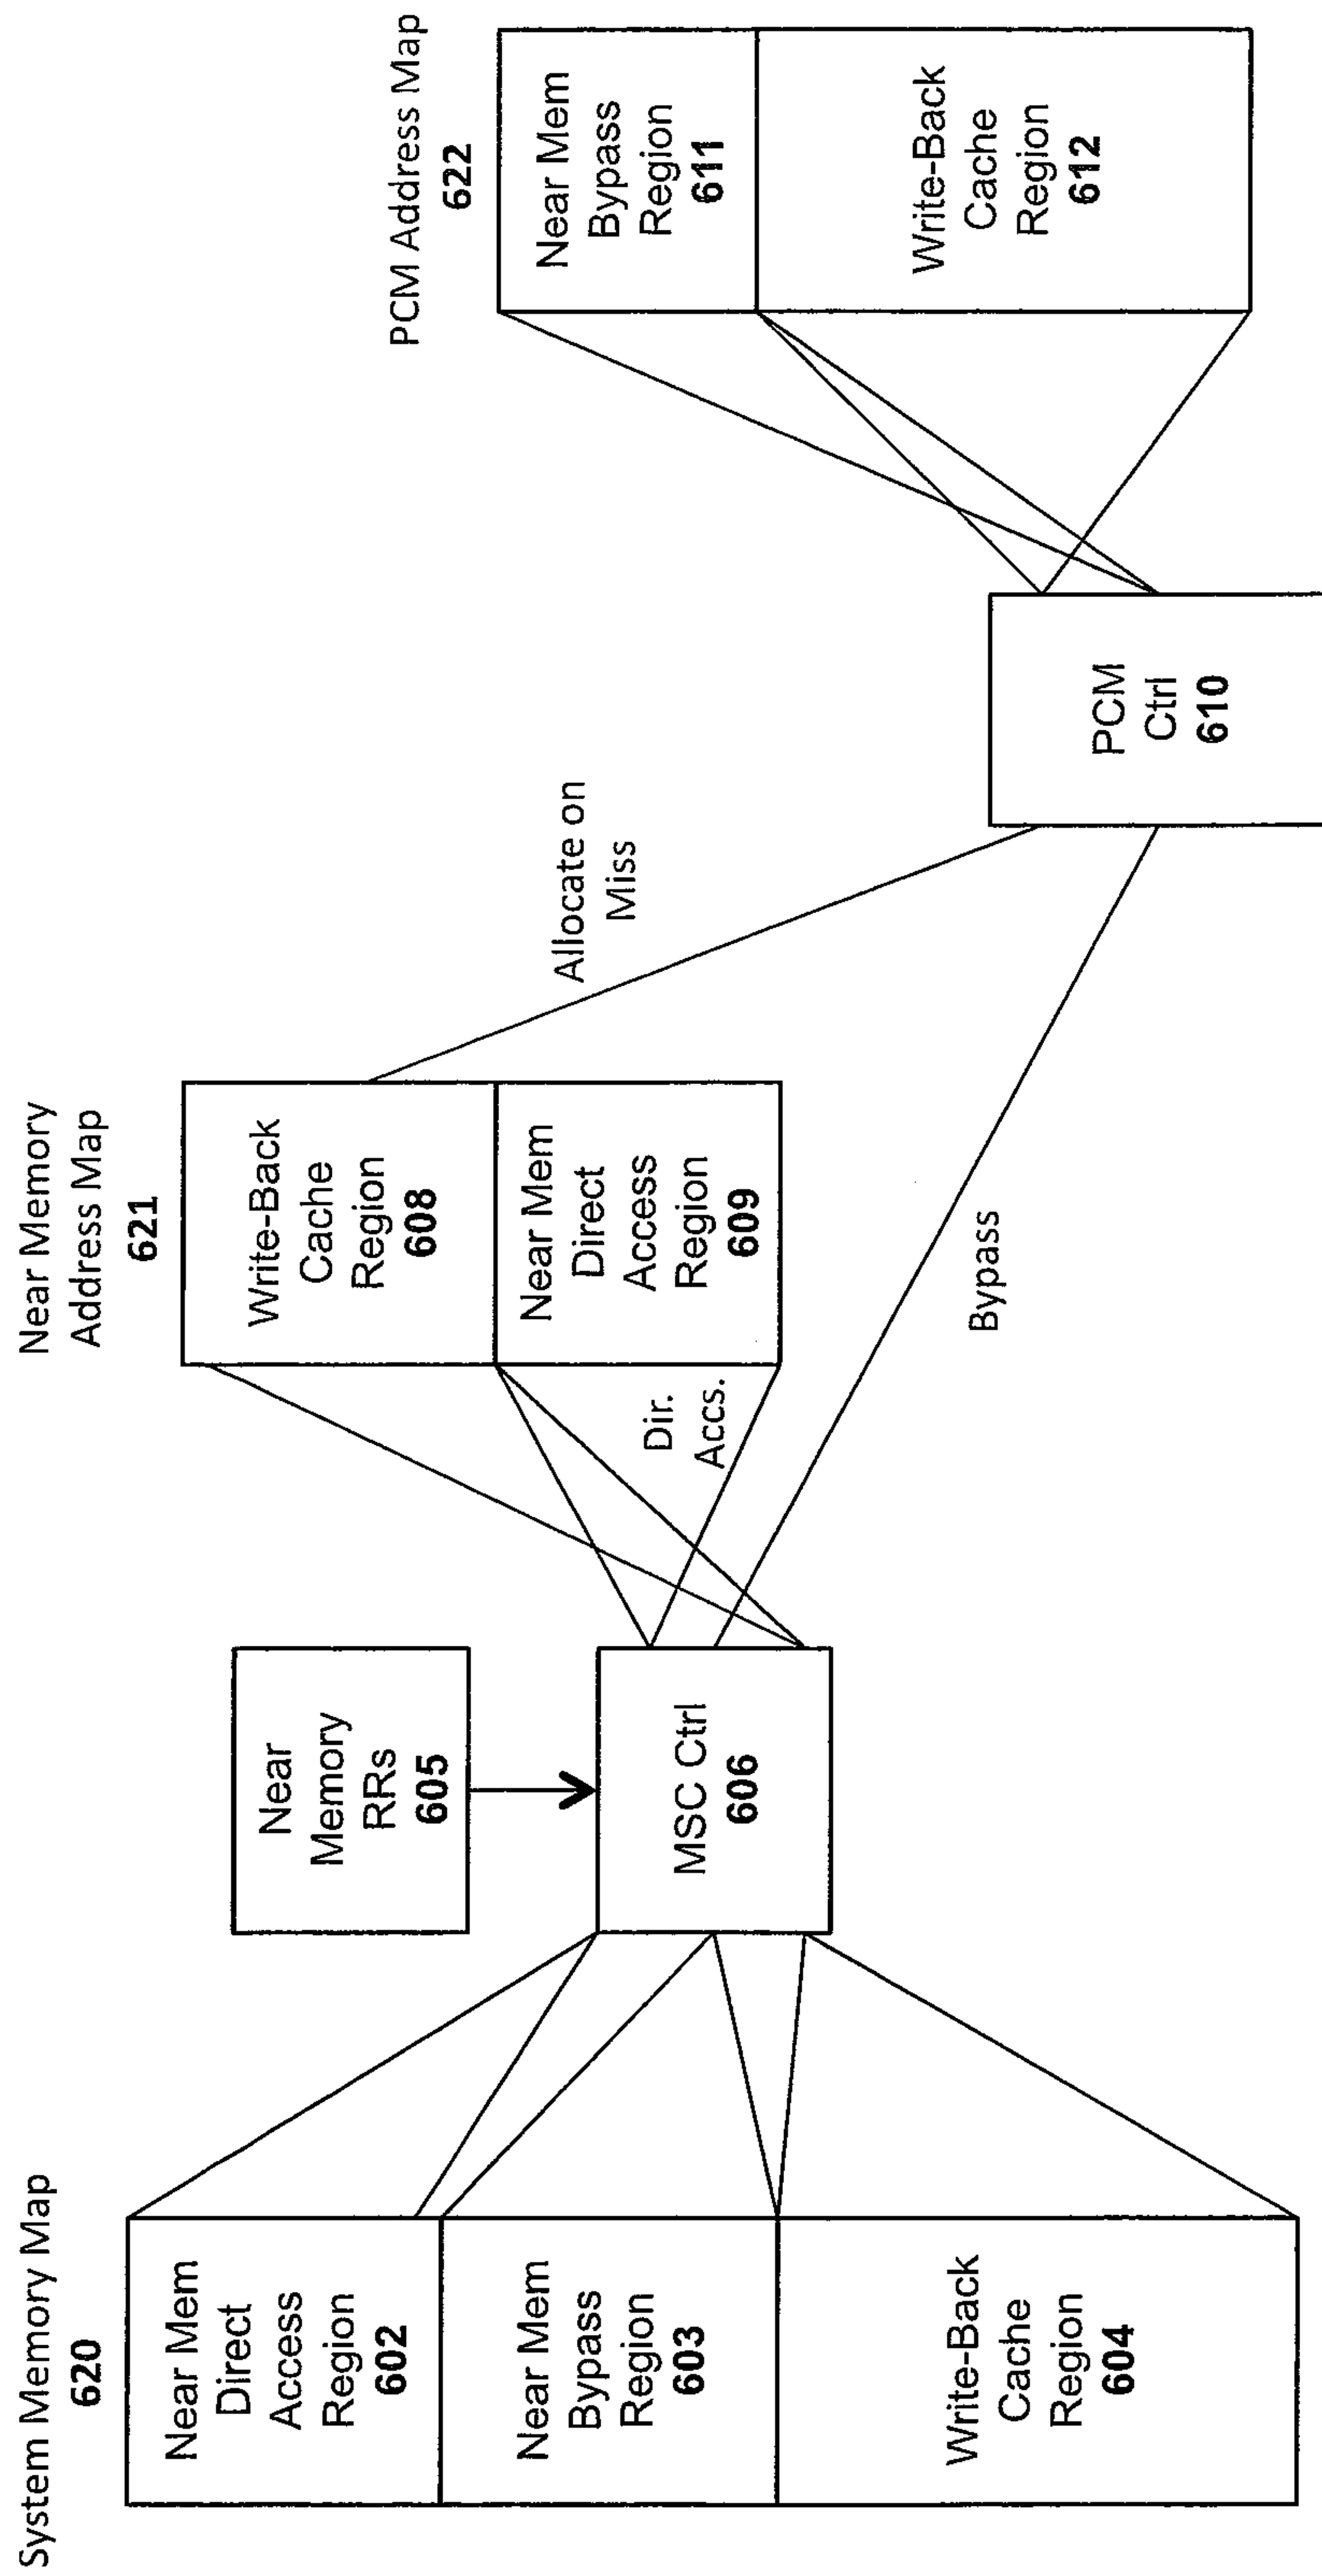 System Memory Map
620
Near Mem
Direct
Access
Region
602
Near Mem
Bypass
Region
603
Write-Back
Cache
Region
604
Near
Memory
RRs
605
MSC Ctrl
606
Near Memory
Address Map
621
Write-Back
Cache
Region
608
Near Mem
Direct
Access
Region
609
Dir.
Accs.
Allocate on
Miss
Bypass
PCM
Ctrl
610
PCM Address Map
622
Near Mem
Bypass
Region
611
Write-Back
Cache
Region
612